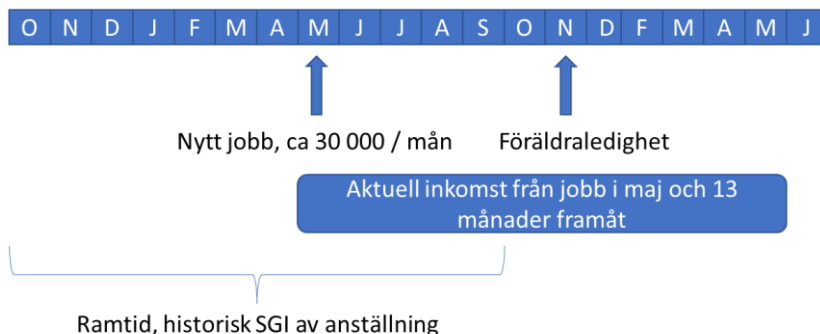 O N D J F M A M J J A S O N D F M A M J
Nytt jobb, ca 30 000 / mån Föräldraledighet
Aktuell inkomst från jobb i maj och 13
månader framåt
Ramtid, historisk SGI av anställning